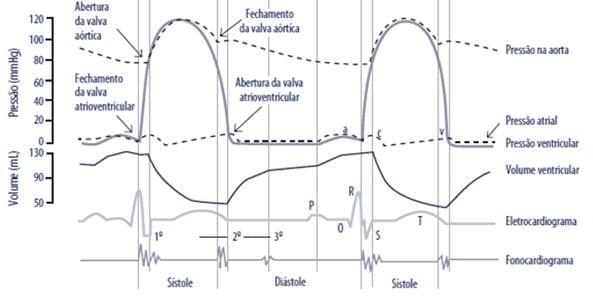 Abertura
da valva
aórtica
Fechamento
da valva aórtica
Pressão (mmHg)
120
100
80
60
40
20
0
Fechamento
da valva
atrioventricular
Abertura da valva
atrioventricular
a
c
v
Pressão na aorta
Pressão atrial
Pressão ventricular
Volume (mL)
130
90
50
Volume ventricular
P
R
Q
S
T
Eletrocardiograma
1º
2º
3º
Fonocardiograma
Sístole
Diástole
Sístole